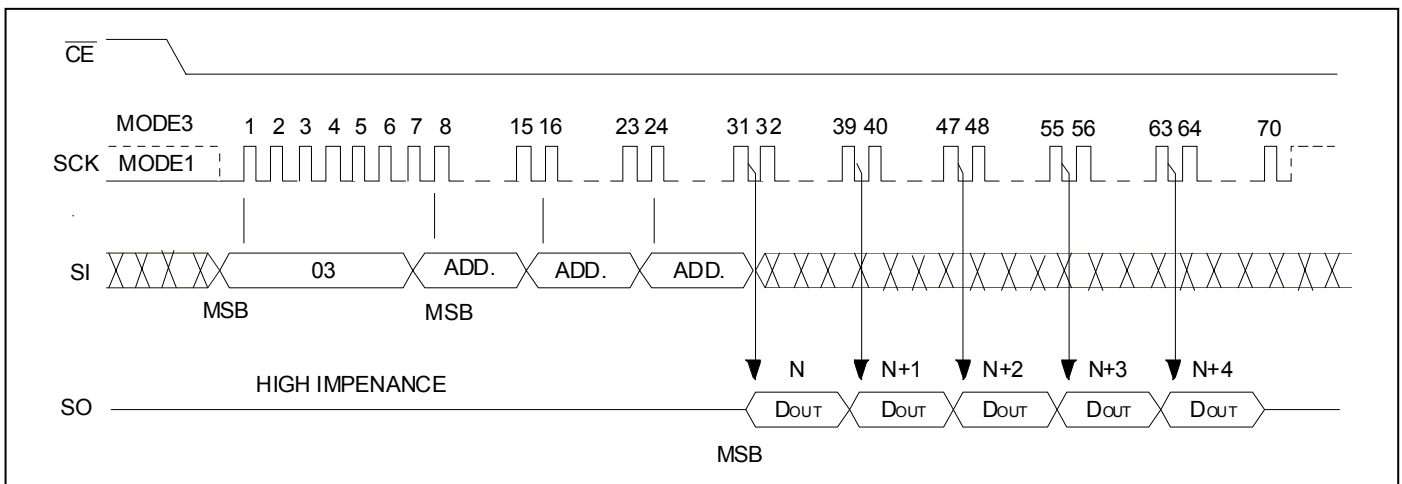 CE
MODE3
1 2 3 4 5 6 7 8 15 16 23 24 31 32 39 40 47 48 55 56 63 64 70
SCK MODE1
SI 03 ADD. ADD. ADD.
MSB MSB
N N+1 N+2 N+3 N+4
HIGH IMPENANCE
SO DOUT DOUT DOUT DOUT DOUT
MSB